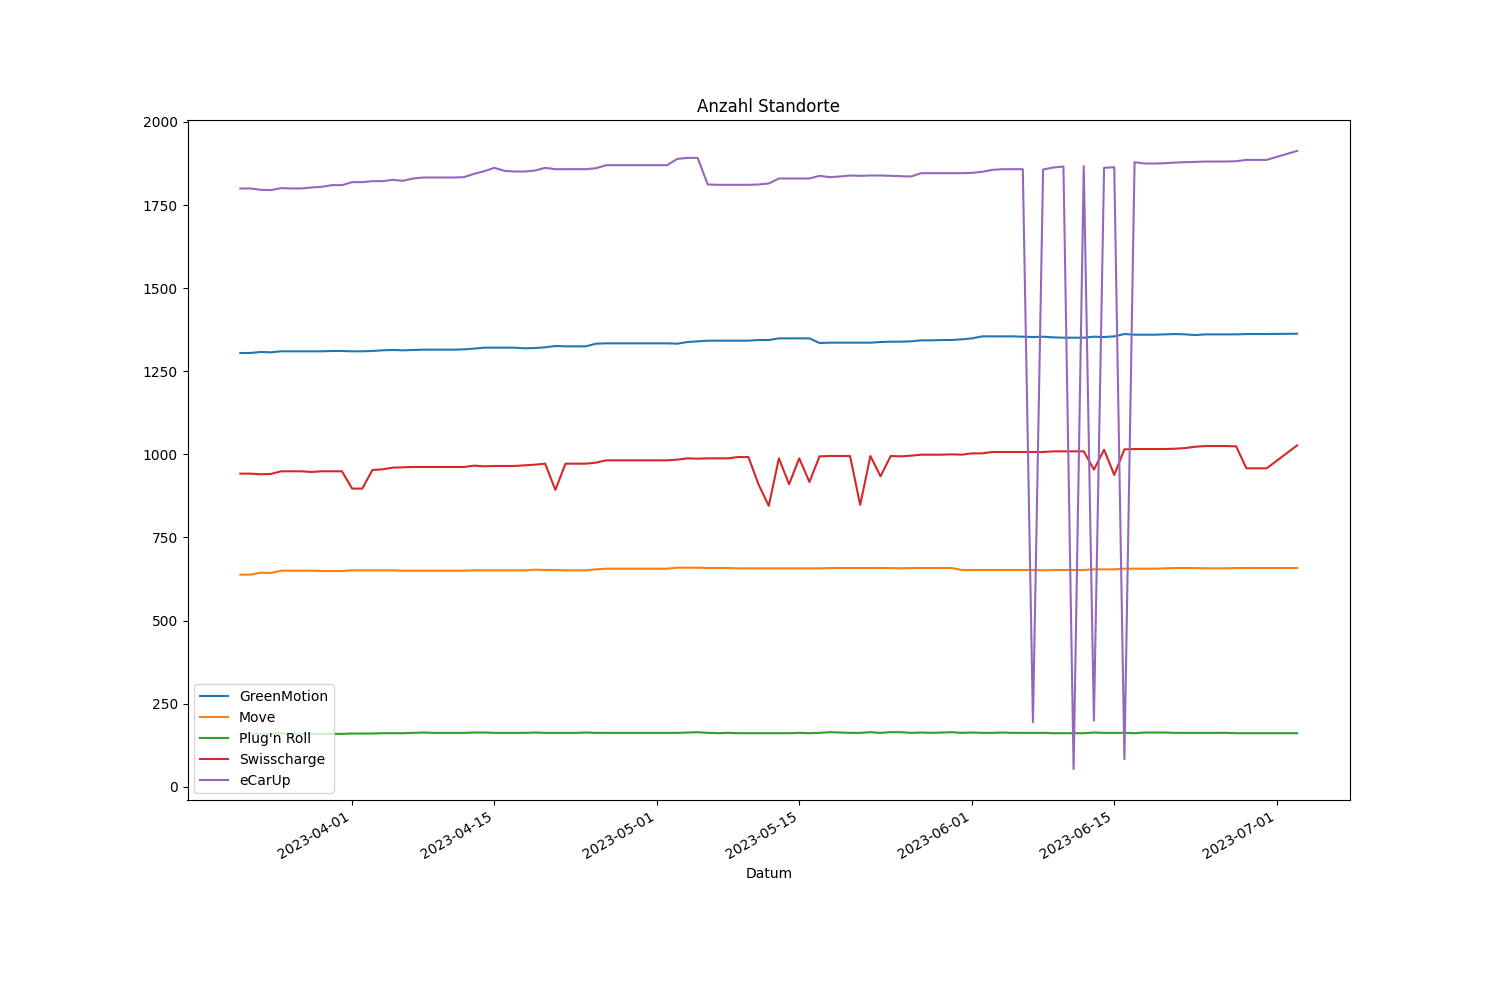 Anzahl Standorte
2000
1750
1500
1250
1000
750
500
250
0
GreenMotion
Move
Plug'n Roll
Swisscharge
eCarUp
2023-04-01
2023-04-15
2023-05-01
2023-05-15
2023-06-01
2023-06-15
2023-07-01
Datum